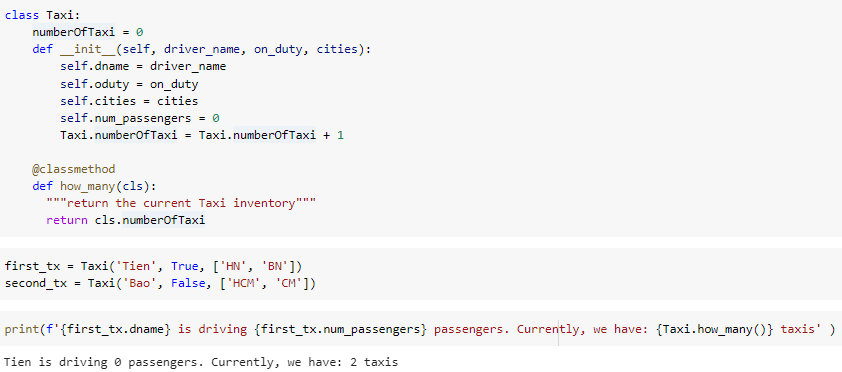 class Taxi:
    numberOfTaxi = 0
    def __init__(self, driver_name, on_duty, cities):
        self.dname = driver_name
        self.oduty = on_duty
        self.cities = cities
        self.num_passengers = 0
        Taxi.numberOfTaxi = Taxi.numberOfTaxi + 1
    @classmethod
    def how_many(cls):
      """return the current Taxi inventory"""
      return cls.numberOfTaxi
first_tx = Taxi('Tien', True, ['HN', 'BN'])
second_tx = Taxi('Bao', False, ['HCM', 'CM'])
print(f'{first_tx.dname} is driving {first_tx.num_passengers} passengers. Currently, we have: {Taxi.how_many()} taxis' )
Tien is driving 0 passengers. Currently, we have: 2 taxis